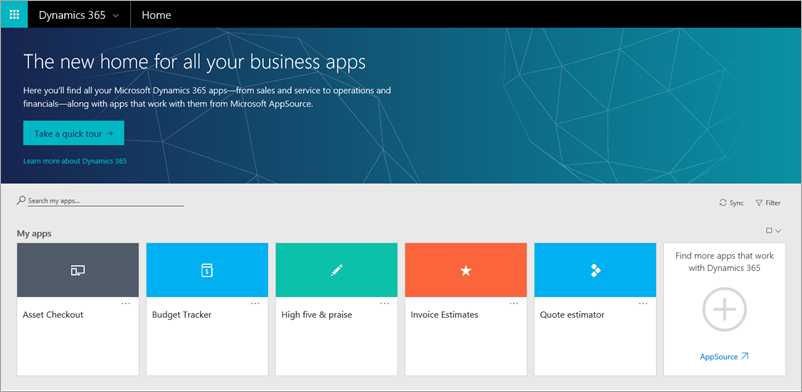 Dynamics 365 Home
The new home for all your business apps
Here you'll find all your Microsoft Dynamics 365 apps—from sales and service to operations and
financials—along with apps that work with them from Microsoft AppSource.
Take a quick tour →
Learn more about Dynamics 365
Search my apps...
Sync Filter
My apps
Find more apps that work
with Dynamics 365
$
Asset Checkout
Budget Tracker
High five & praise
Invoice Estimates
Quote estimator
AppSource